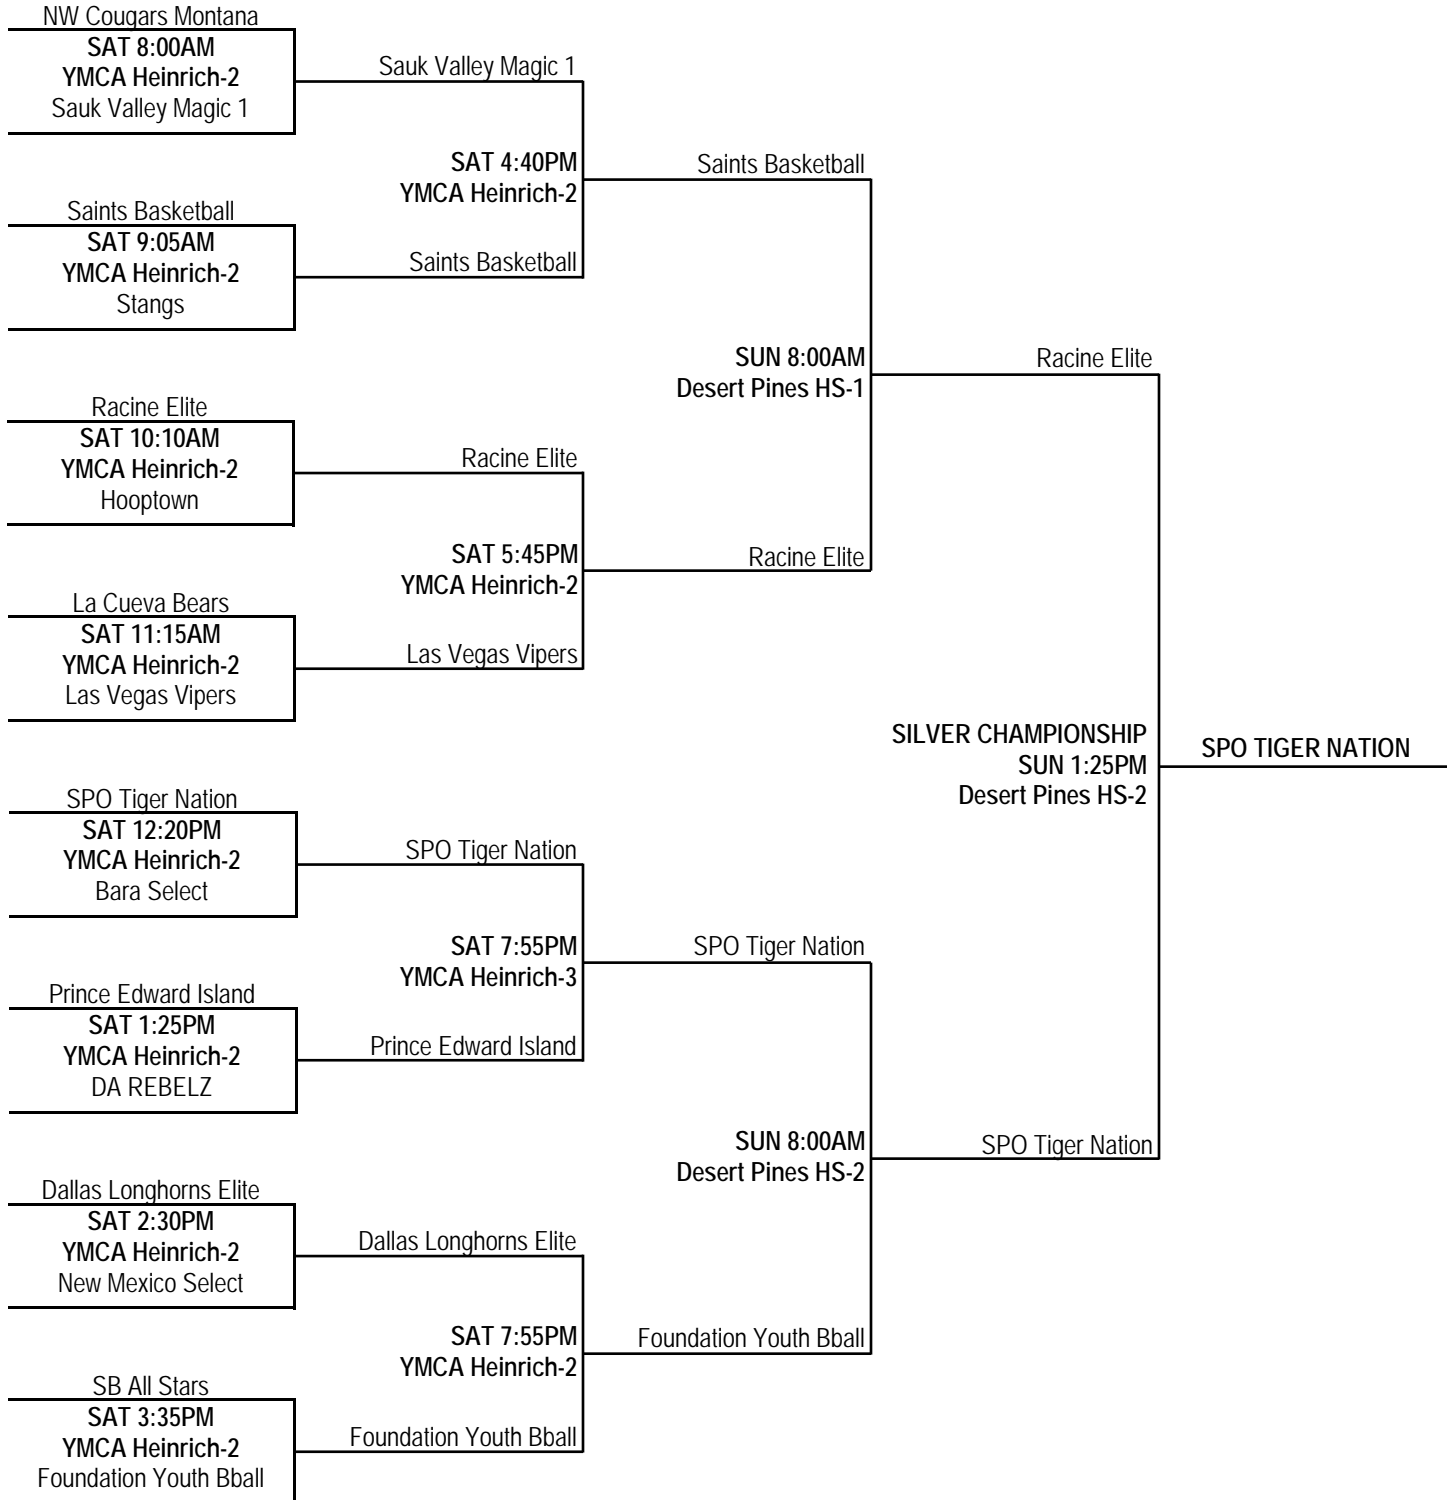 NW Cougars Montana
SAT 8:00AM
YMCA Heinrich-2
Sauk Valley Magic 1
Saints Basketball
SAT 9:05AM
YMCA Heinrich-2
Stangs
Racine Elite
SAT 10:10AM
YMCA Heinrich-2
Hooptown
La Cueva Bears
SAT 11:15AM
YMCA Heinrich-2
Las Vegas Vipers
SPO Tiger Nation
SAT 12:20PM
YMCA Heinrich-2
Bara Select
Prince Edward Island
SAT 1:25PM
YMCA Heinrich-2
DA REBELZ
Dallas Longhorns Elite
SAT 2:30PM
YMCA Heinrich-2
New Mexico Select
SB All Stars
SAT 3:35PM
YMCA Heinrich-2
Foundation Youth Bball
Sauk Valley Magic 1
SAT 4:40PM
YMCA Heinrich-2
Saints Basketball
Racine Elite
SAT 5:45PM
YMCA Heinrich-2
Las Vegas Vipers
SPO Tiger Nation
SAT 7:55PM
YMCA Heinrich-3
Prince Edward Island
Dallas Longhorns Elite
SAT 7:55PM
YMCA Heinrich-2
Foundation Youth Bball
Saints Basketball
SUN 8:00AM
Desert Pines HS-1
Racine Elite
SPO Tiger Nation
SUN 8:00AM
Desert Pines HS-2
Foundation Youth Bball
Racine Elite
SILVER CHAMPIONSHIP
SUN 1:25PM
Desert Pines HS-2
SPO Tiger Nation
SPO TIGER NATION